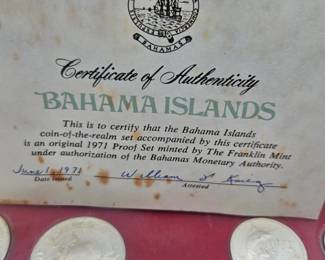 BAHAMAS
Certificate of Authenticity
BAHAMA ISLANDS
This is to certify that the Bahama Islands
coin-of-the-realm set accompanied by this certificate
is an original 1971 Proof Set minted by The Franklin Mint
under authorization of the Bahamas Monetary Authority.
June 1, 1971 William
Date Issued Attested